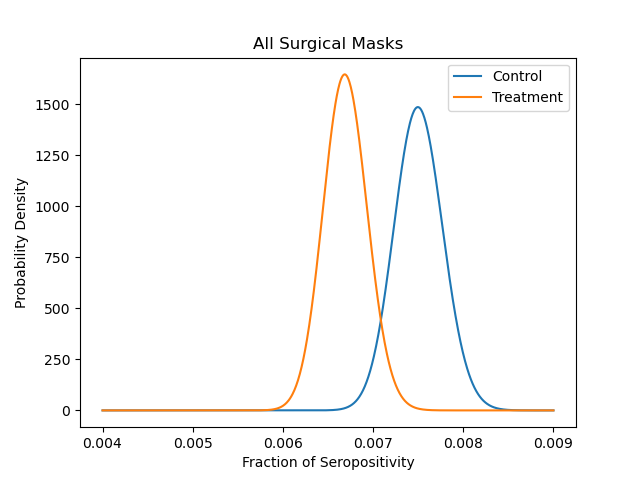 All Surgical Masks
Control
Treatment
1500
1250
1000
750
500
250
0
Probability Density
0.004 0.005 0.006 0.007 0.008 0.009
Fraction of Seropositivity